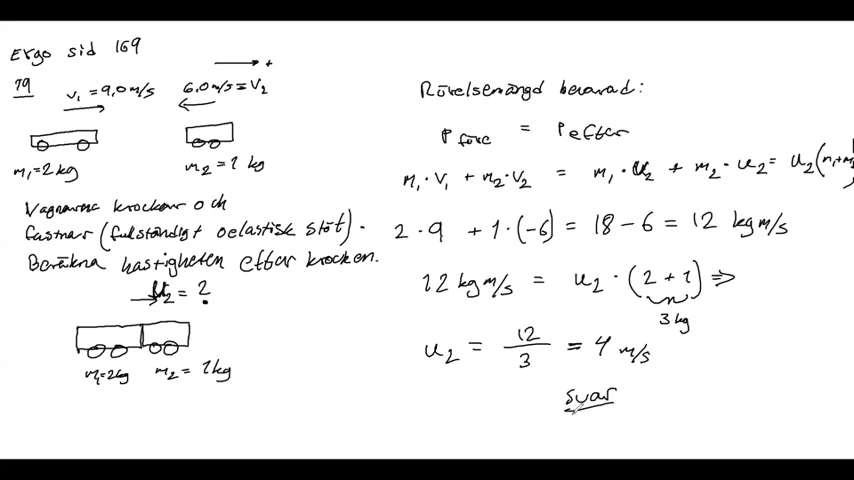 Ergo sid 169
→ +
79
v₁ = 9,0 m/s
6,0 m/s = v₂
m₁ = 2 kg
m₂ = 1 kg
Vagnarna krockar och
fastnar (fullständigt oelastisk stöt).
Beräkna hastigheten efter krocken.
u₂ = ?
m₁ = 2 kg
m₂ = 1 kg
Rörelsemängd bevarad:
P före = P efter
m₁ · v₁ + m₂ · v₂ = m₁ · u₂ + m₂ · u₂ = u₂ (m₁ + m₂
2 · 9 + 1 · (-6) = 18 - 6 = 12 kgm/s
12 kgm/s = u₂ · (2 + 1) ⇒
3 kg
u₂ = 12/3 = 4 m/s
Svar